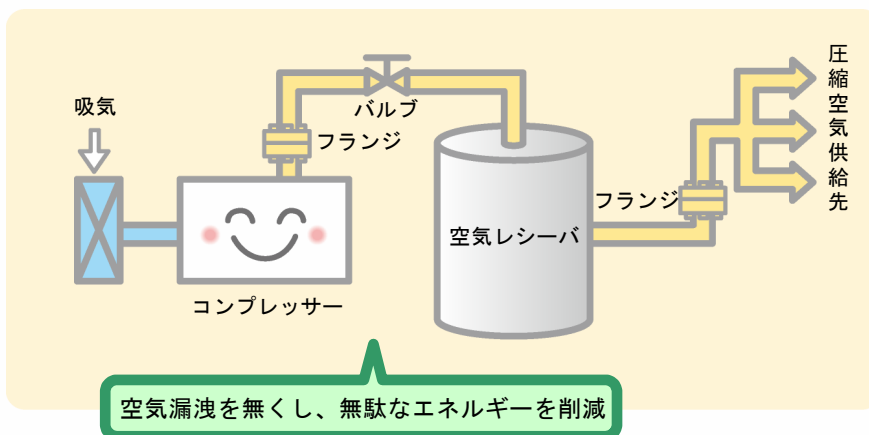 吸気
バルブ
フランジ
コンプレッサー
空気レシーバ
フランジ
圧縮空気供給先
空気漏洩を無くし、無駄なエネルギーを削減